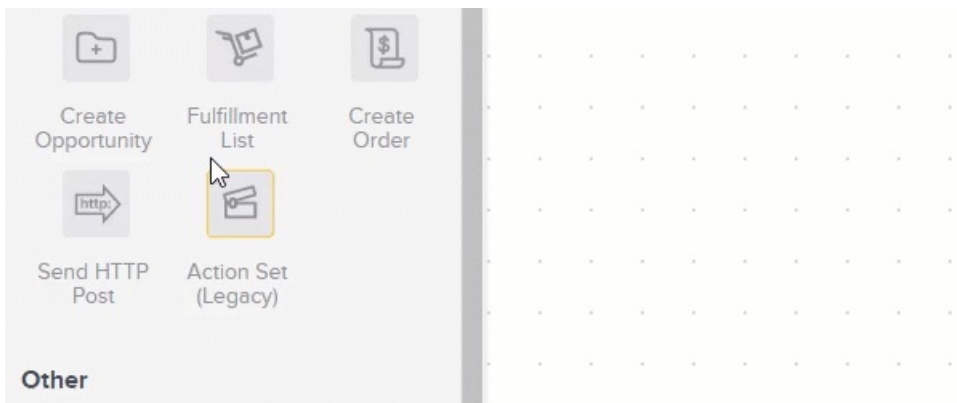 Create
Opportunity
Fulfillment
List
$
Create
Order
http:
Send HTTP
Post
Action Set
(Legacy)
Other